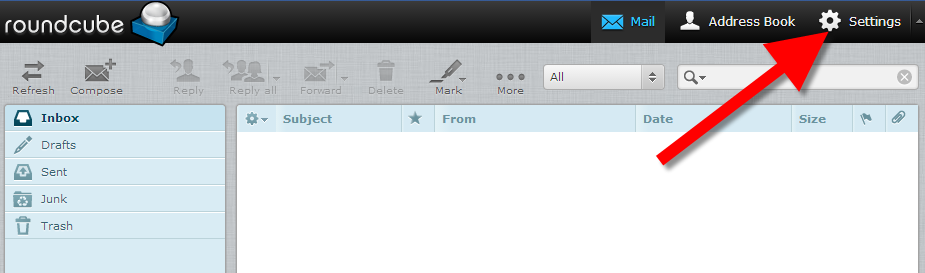 roundcube Mail Address Book Settings
Refresh Compose Reply Reply all Forward Delete Mark More All
Inbox Subject From Date Size
Drafts
Sent
Junk
Trash